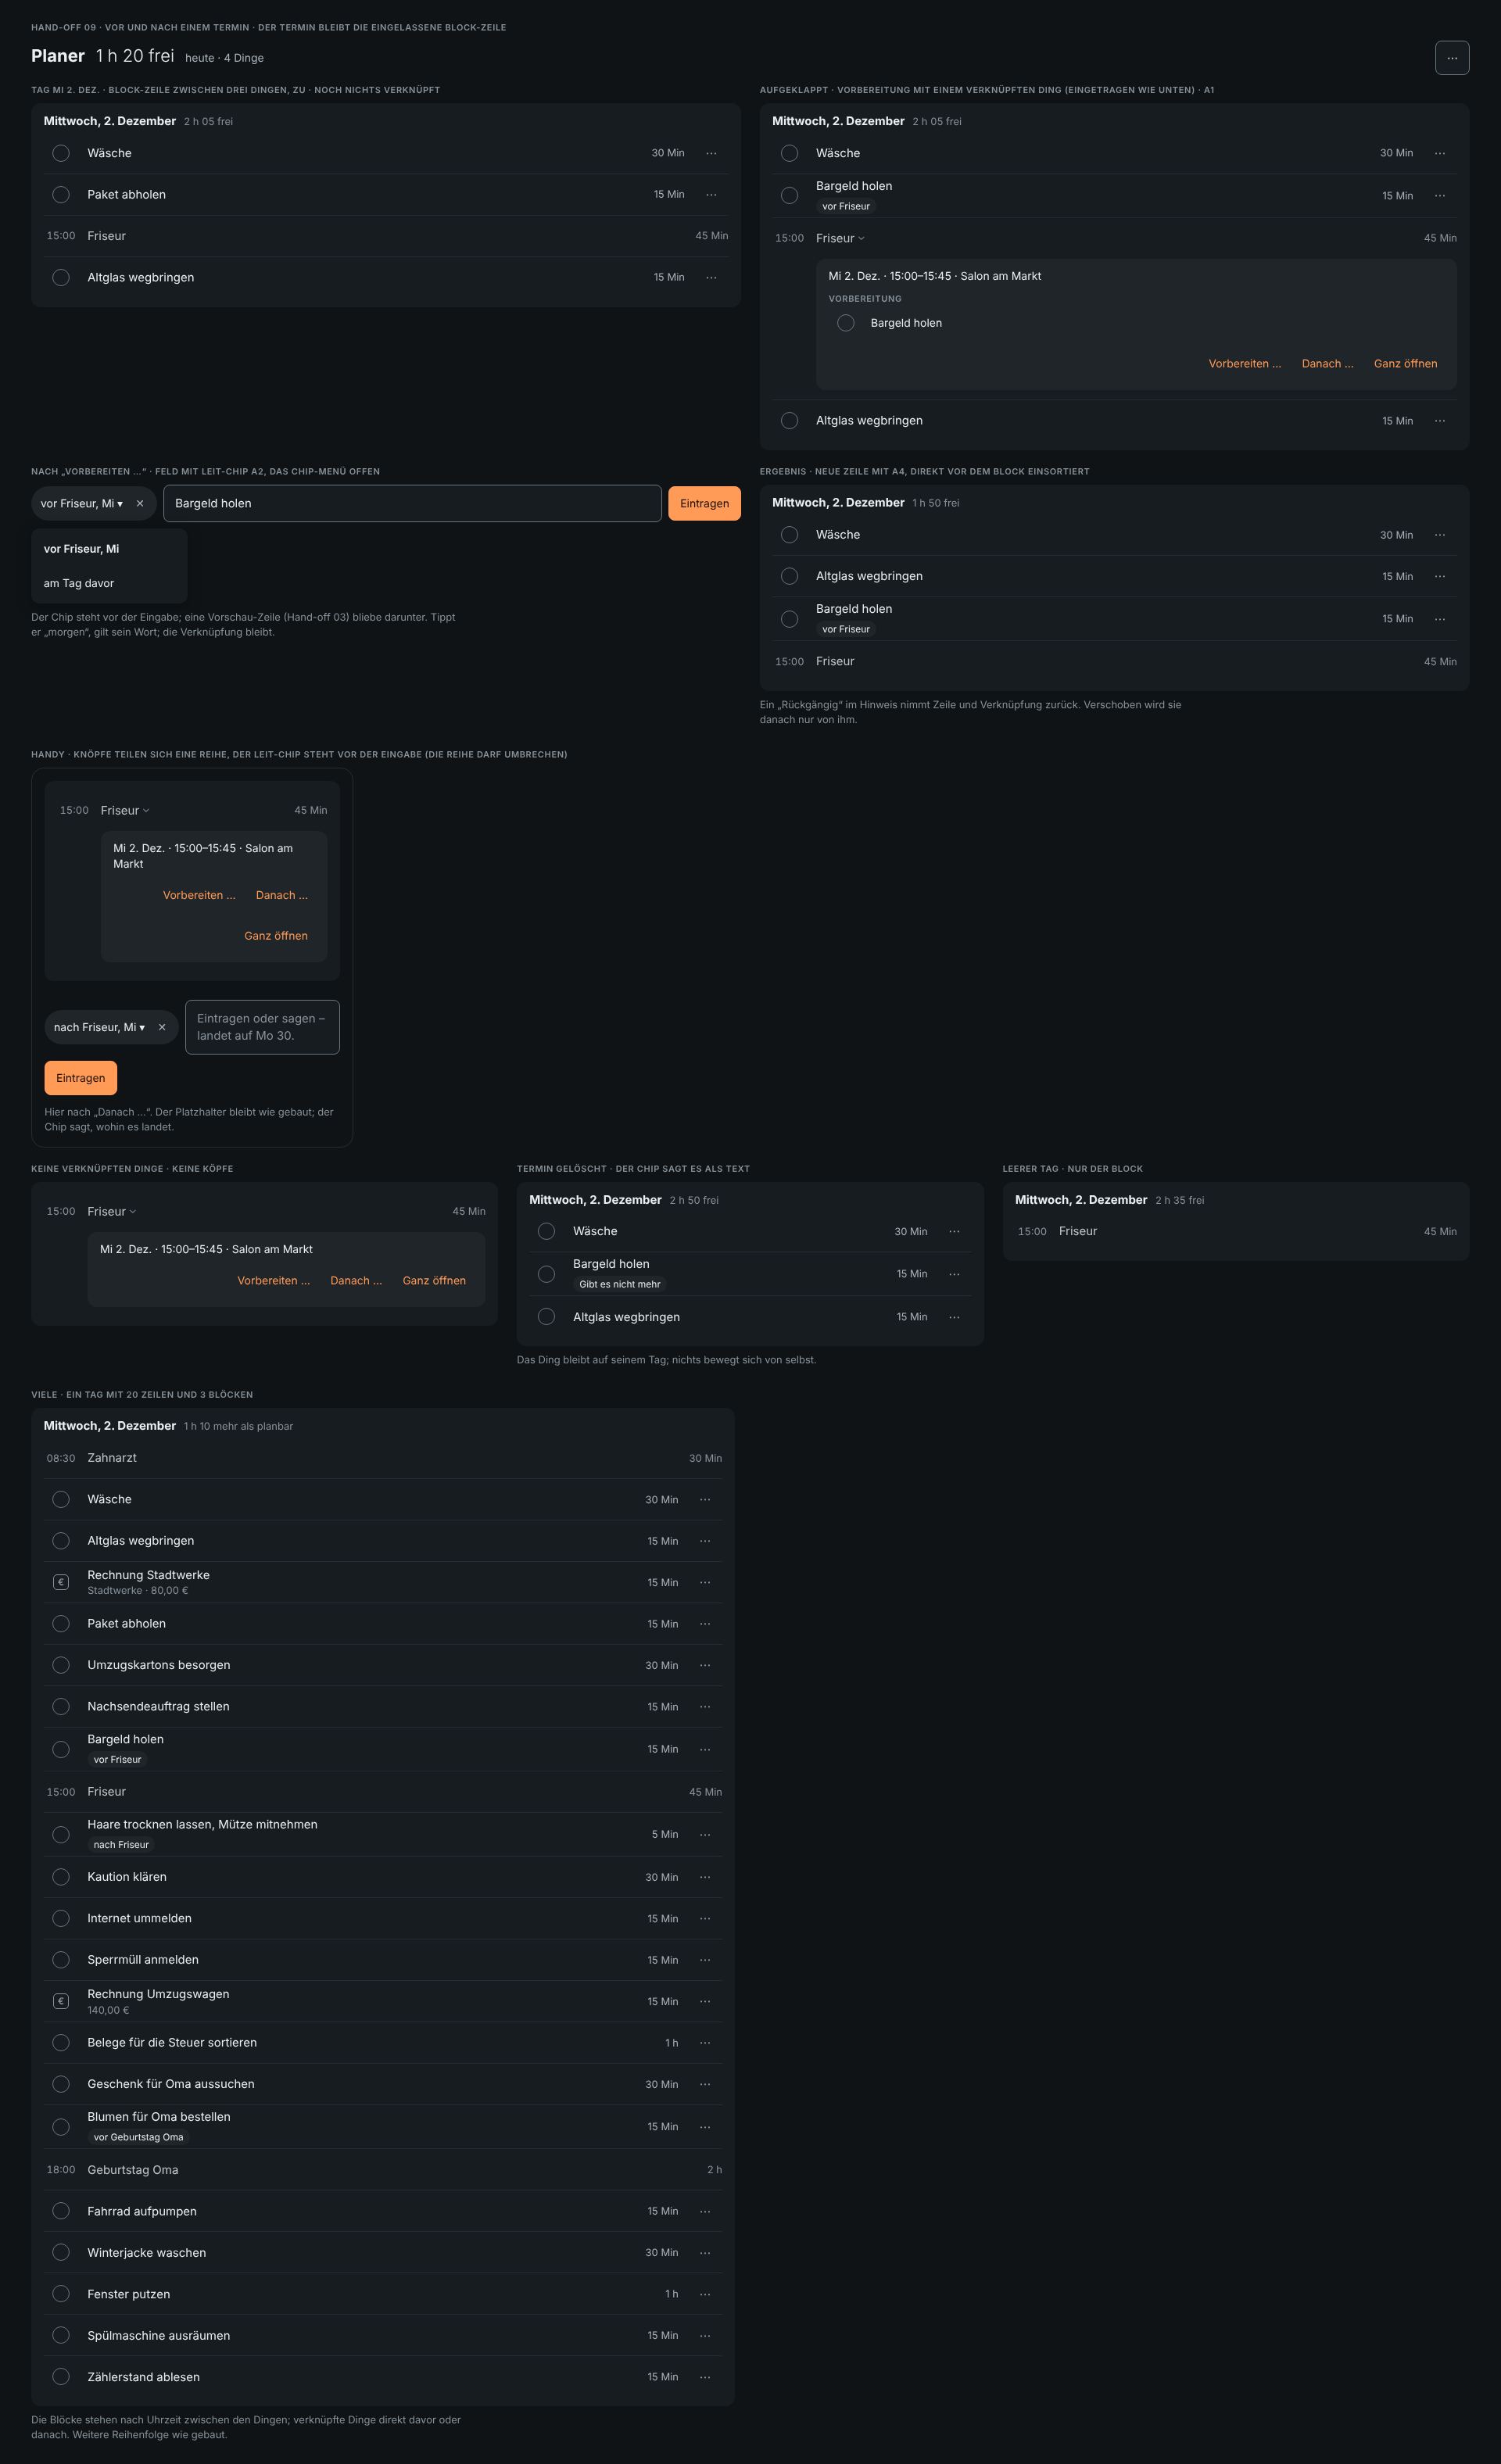 HAND-OFF 09 · VOR UND NACH EINEM TERMIN · DER TERMIN BLEIBT DIE EINGELASSENE BLOCK-ZEILE
Planer 1 h 20 frei heute · 4 Dinge
···
TAG MI 2. DEZ. · BLOCK-ZEILE ZWISCHEN DREI DINGEN, ZU · NOCH NICHTS VERKNÜPFT
Mittwoch, 2. Dezember 2 h 05 frei
Wäsche 30 Min ···
Paket abholen 15 Min ···
15:00 Friseur 45 Min
Altglas wegbringen 15 Min ···
AUFGEKLAPPT · VORBEREITUNG MIT EINEM VERKNÜPFTEN DING (EINGETRAGEN WIE UNTEN) · A1
Mittwoch, 2. Dezember 2 h 05 frei
Wäsche 30 Min ···
Bargeld holen 15 Min ···
vor Friseur
15:00 Friseur 45 Min
Mi 2. Dez. · 15:00–15:45 · Salon am Markt
VORBEREITUNG
Bargeld holen
Vorbereiten … Danach … Ganz öffnen
Altglas wegbringen 15 Min ···
NACH „VORBEREITEN …“ · FELD MIT LEIT-CHIP A2, DAS CHIP-MENÜ OFFEN
vor Friseur, Mi ▾ ✕ Bargeld holen Eintragen
vor Friseur, Mi
am Tag davor
Der Chip steht vor der Eingabe; eine Vorschau-Zeile (Hand-off 03) bliebe darunter. Tippt
er „morgen“, gilt sein Wort; die Verknüpfung bleibt.
ERGEBNIS · NEUE ZEILE MIT A4, DIREKT VOR DEM BLOCK EINSORTIERT
Mittwoch, 2. Dezember 1 h 50 frei
Wäsche 30 Min ···
Altglas wegbringen 15 Min ···
Bargeld holen 15 Min ···
vor Friseur
15:00 Friseur 45 Min
Ein „Rückgängig“ im Hinweis nimmt Zeile und Verknüpfung zurück. Verschoben wird sie
danach nur von ihm.
HANDY · KNÖPFE TEILEN SICH EINE REIHE, DER LEIT-CHIP STEHT VOR DER EINGABE (DIE REIHE DARF UMBRECHEN)
15:00 Friseur 45 Min
Mi 2. Dez. · 15:00–15:45 · Salon am
Markt
Vorbereiten … Danach …
Ganz öffnen
nach Friseur, Mi ▾ ✕ Eintragen oder sagen –
landet auf Mo 30.
Eintragen
Hier nach „Danach …“. Der Platzhalter bleibt wie gebaut; der
Chip sagt, wohin es landet.
KEINE VERKNÜPFTEN DINGE · KEINE KÖPFE
15:00 Friseur 45 Min
Mi 2. Dez. · 15:00–15:45 · Salon am Markt
Vorbereiten … Danach … Ganz öffnen
TERMIN GELÖSCHT · DER CHIP SAGT ES ALS TEXT
Mittwoch, 2. Dezember 2 h 50 frei
Wäsche 30 Min ···
Bargeld holen 15 Min ···
Gibt es nicht mehr
Altglas wegbringen 15 Min ···
Das Ding bleibt auf seinem Tag; nichts bewegt sich von selbst.
LEERER TAG · NUR DER BLOCK
Mittwoch, 2. Dezember 2 h 35 frei
15:00 Friseur 45 Min
VIELE · EIN TAG MIT 20 ZEILEN UND 3 BLÖCKEN
Mittwoch, 2. Dezember 1 h 10 mehr als planbar
08:30 Zahnarzt 30 Min
Wäsche 30 Min ···
Altglas wegbringen 15 Min ···
€ Rechnung Stadtwerke 15 Min ···
Stadtwerke · 80,00 €
Paket abholen 15 Min ···
Umzugskartons besorgen 30 Min ···
Nachsendeauftrag stellen 15 Min ···
Bargeld holen 15 Min ···
vor Friseur
15:00 Friseur 45 Min
Haare trocknen lassen, Mütze mitnehmen 5 Min ···
nach Friseur
Kaution klären 30 Min ···
Internet ummelden 15 Min ···
Sperrmüll anmelden 15 Min ···
€ Rechnung Umzugswagen 15 Min ···
140,00 €
Belege für die Steuer sortieren 1 h ···
Geschenk für Oma aussuchen 30 Min ···
Blumen für Oma bestellen 15 Min ···
vor Geburtstag Oma
18:00 Geburtstag Oma 2 h
Fahrrad aufpumpen 15 Min ···
Winterjacke waschen 30 Min ···
Fenster putzen 1 h ···
Spülmaschine ausräumen 15 Min ···
Zählerstand ablesen 15 Min ···
Die Blöcke stehen nach Uhrzeit zwischen den Dingen; verknüpfte Dinge direkt davor oder
danach. Weitere Reihenfolge wie gebaut.